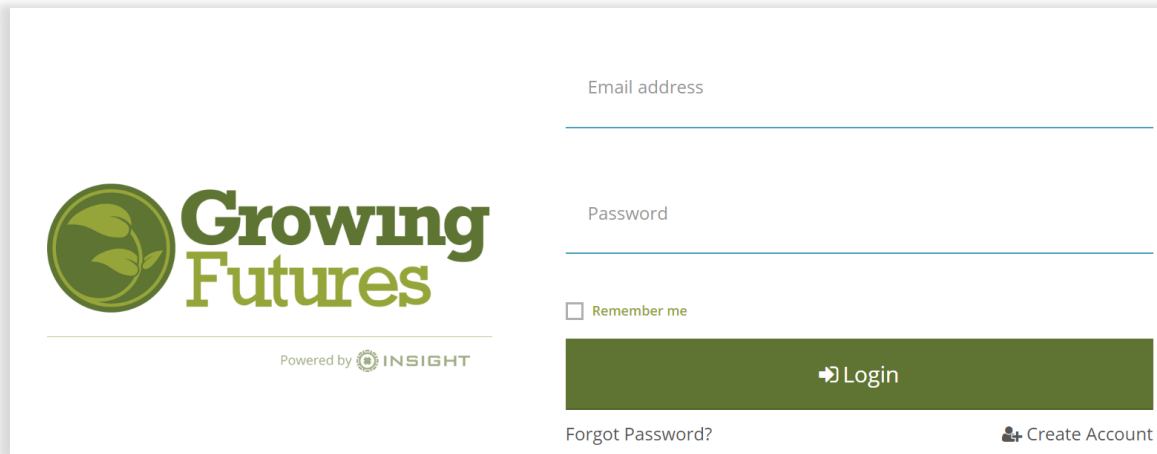 Email address
Password
Growing
Futures
Powered by INSIGHT
Remember me
Login
Forgot Password?
Create Account